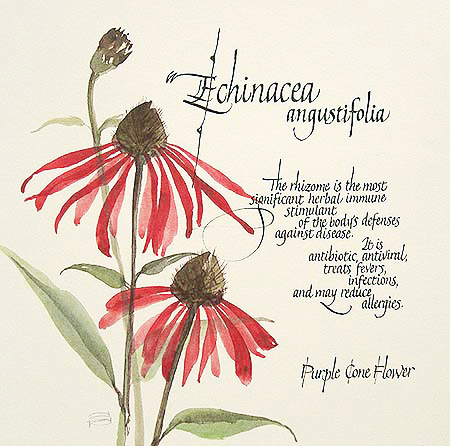 Echinacea
angustifolia
The rhizome is the most
significant herbal immune
stimulant
of the body's defenses
against disease.
It is
antibiotic, antiviral,
treats fevers,
infections,
and may reduce
allergies.
Purple Cone Flower